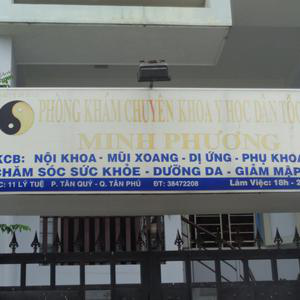 PHÒNG KHÁM CHUYÊN KHOA Y HỌC DÂN TỘC
MINH PHƯƠNG
KCB: NỘI KHOA - MŨI XOANG - DỊ ỨNG - PHỤ KHOA
CHĂM SÓC SỨC KHỎE - DƯỠNG DA - GIẢM MẬP
ĐC: 11 LÝ TUỆ P. TÂN QUÝ - Q. TÂN PHÚ ĐT: 38472208 Làm Việc: 18h - 2